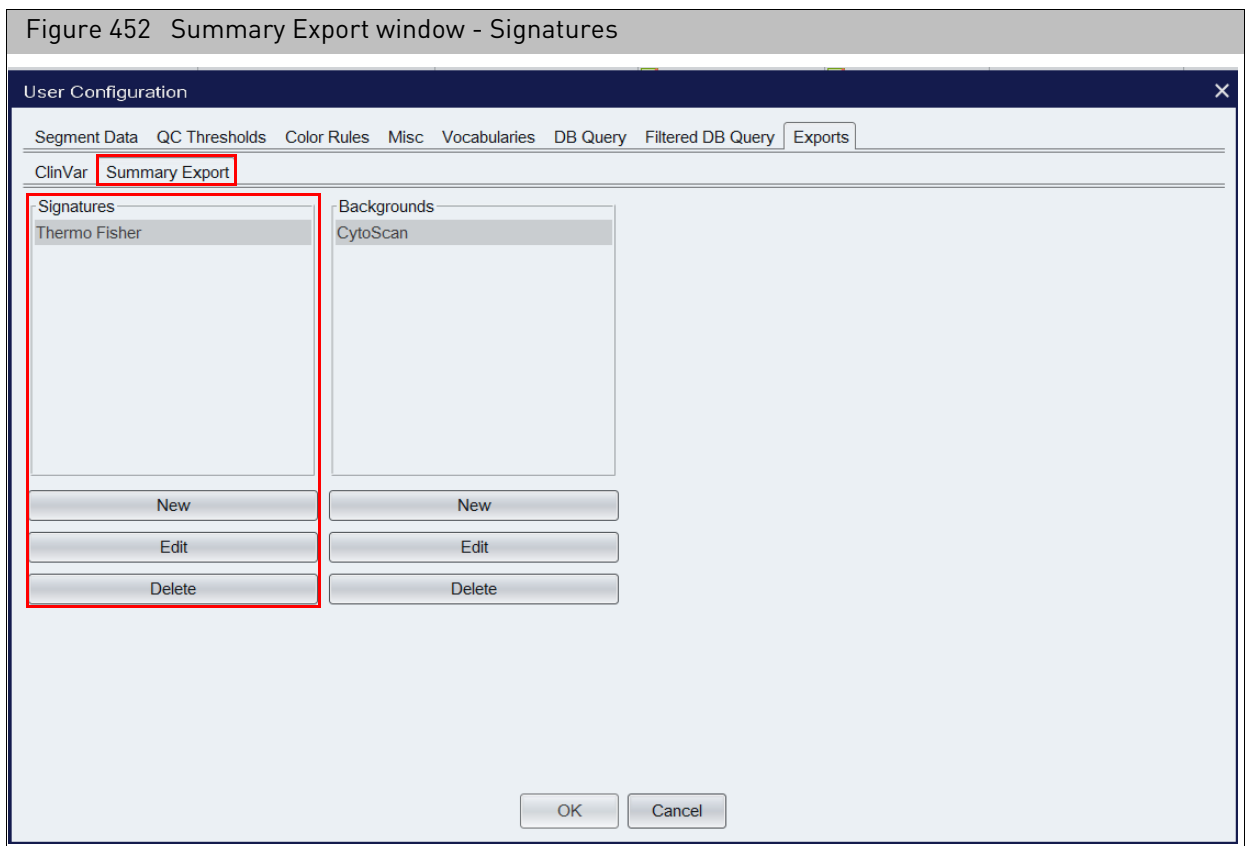 Figure 452 Summary Export window - Signatures
User Configuration
Segment Data QC Thresholds Color Rules Misc Vocabularies DB Query Filtered DB Query Exports
ClinVar Summary Export
Signatures Backgrounds
Thermo Fisher CytoScan
New New
Edit Edit
Delete Delete
OK Cancel